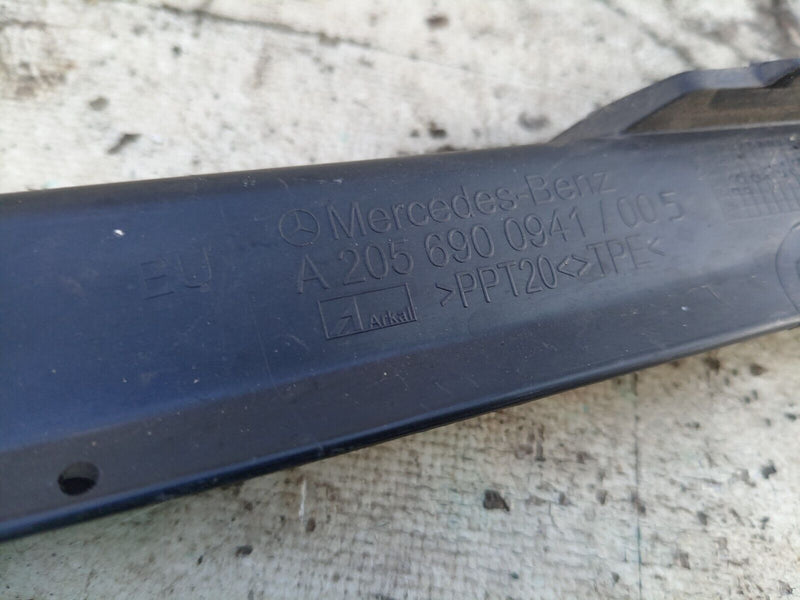 Mercedes-Benz
EU A 205 690 0941 / 00 5
Arkal >PPT20<>TPE<